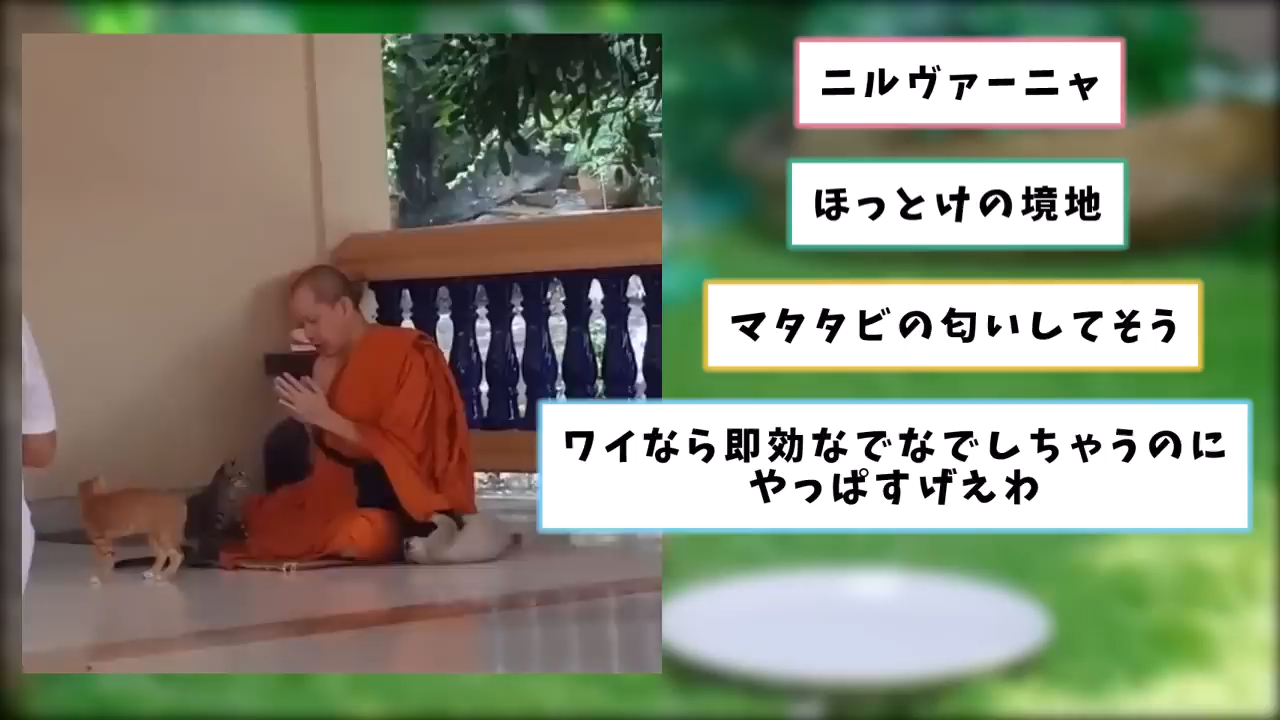 ニルヴァーニャ
ほっとけの境地
マタタビの匂いしてそう
ワイなら即効なでなでしちゃうのに
やっぱすげえわ